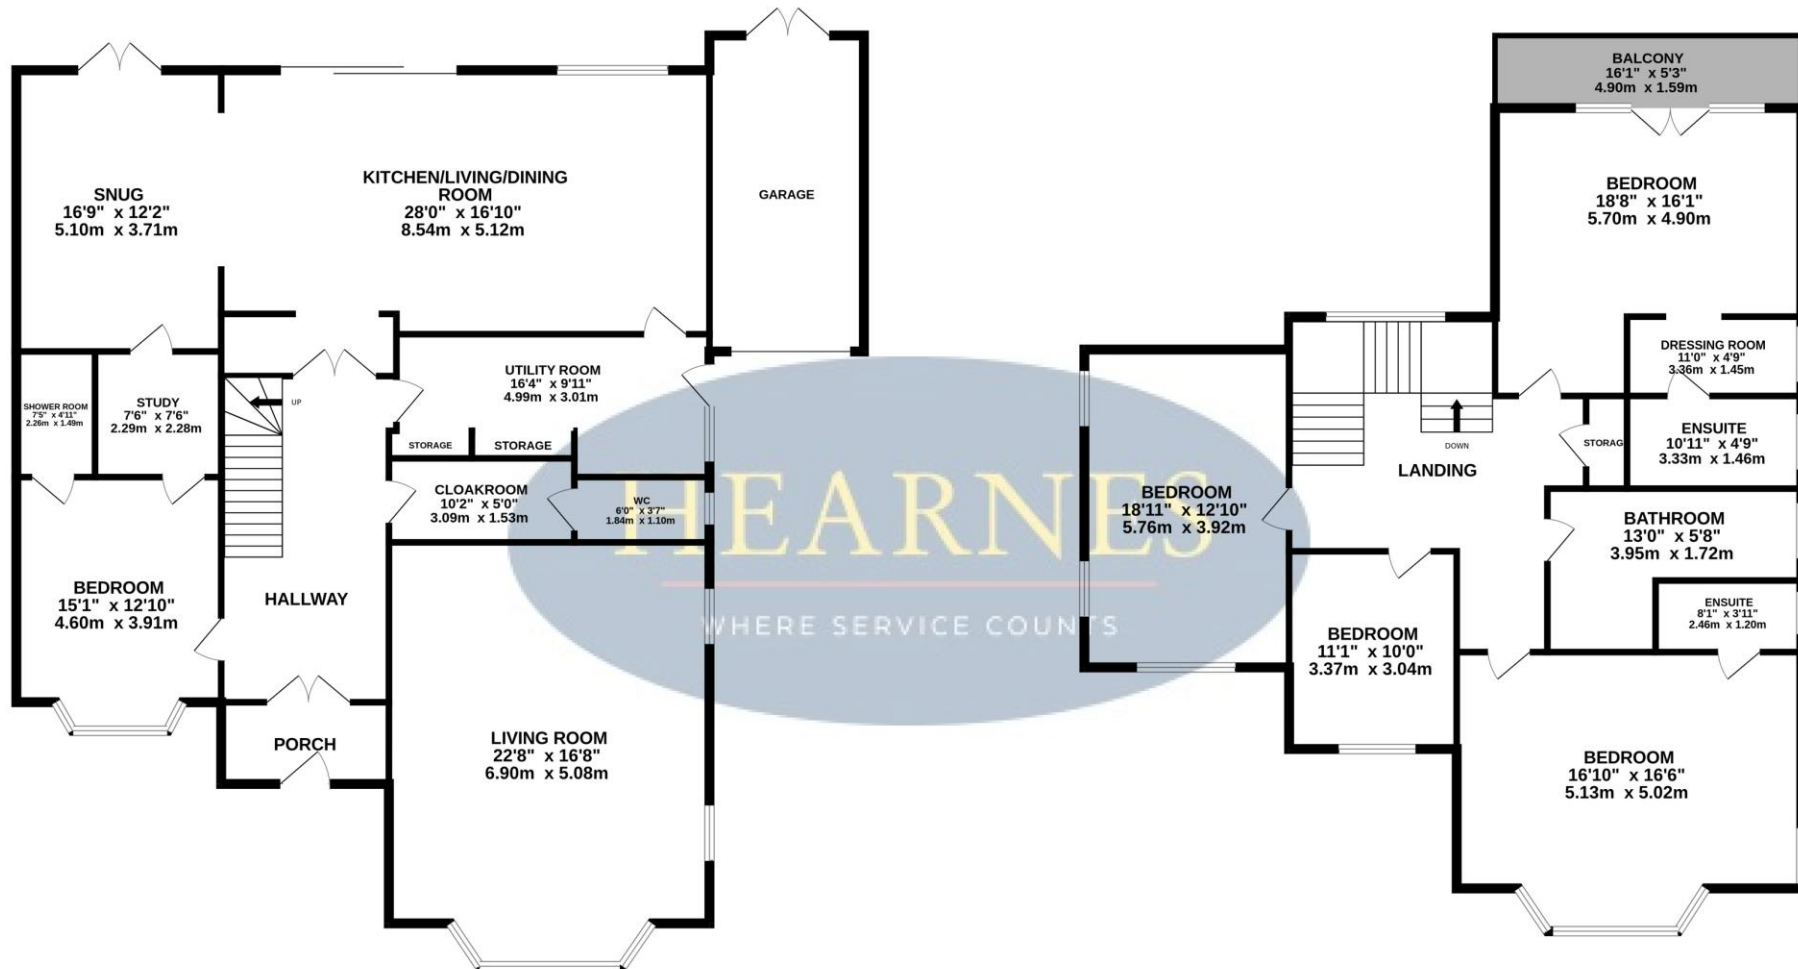 SNUG
16'9" x 12'2"
5.10m x 3.71m
KITCHEN/LIVING/DINING
ROOM
28'0" x 16'10"
8.54m x 5.12m
GARAGE
UTILITY ROOM
16'4" x 9'11"
4.99m x 3.01m
SHOWER ROOM
7'5" x 4'11"
2.26m x 1.49m
STUDY
7'6" x 7'6"
2.29m x 2.28m
UP
STORAGE
STORAGE
CLOAKROOM
10'2" x 5'0"
3.09m x 1.53m
WC
6'0" x 3'7"
1.84m x 1.10m
BEDROOM
15'1" x 12'10"
4.60m x 3.91m
HALLWAY
PORCH
LIVING ROOM
22'8" x 16'8"
6.90m x 5.08m
HEARNES
WHERE SERVICE COUNTS
BALCONY
16'1" x 5'3"
4.90m x 1.59m
BEDROOM
18'8" x 16'1"
5.70m x 4.90m
DRESSING ROOM
11'0" x 4'9"
3.36m x 1.45m
ENSUITE
10'11" x 4'9"
3.33m x 1.46m
STORAG
DOWN
LANDING
BEDROOM
18'11" x 12'10"
5.76m x 3.92m
BATHROOM
13'0" x 5'8"
3.95m x 1.72m
ENSUITE
8'1" x 3'11"
2.46m x 1.20m
BEDROOM
11'1" x 10'0"
3.37m x 3.04m
BEDROOM
16'10" x 16'6"
5.13m x 5.02m